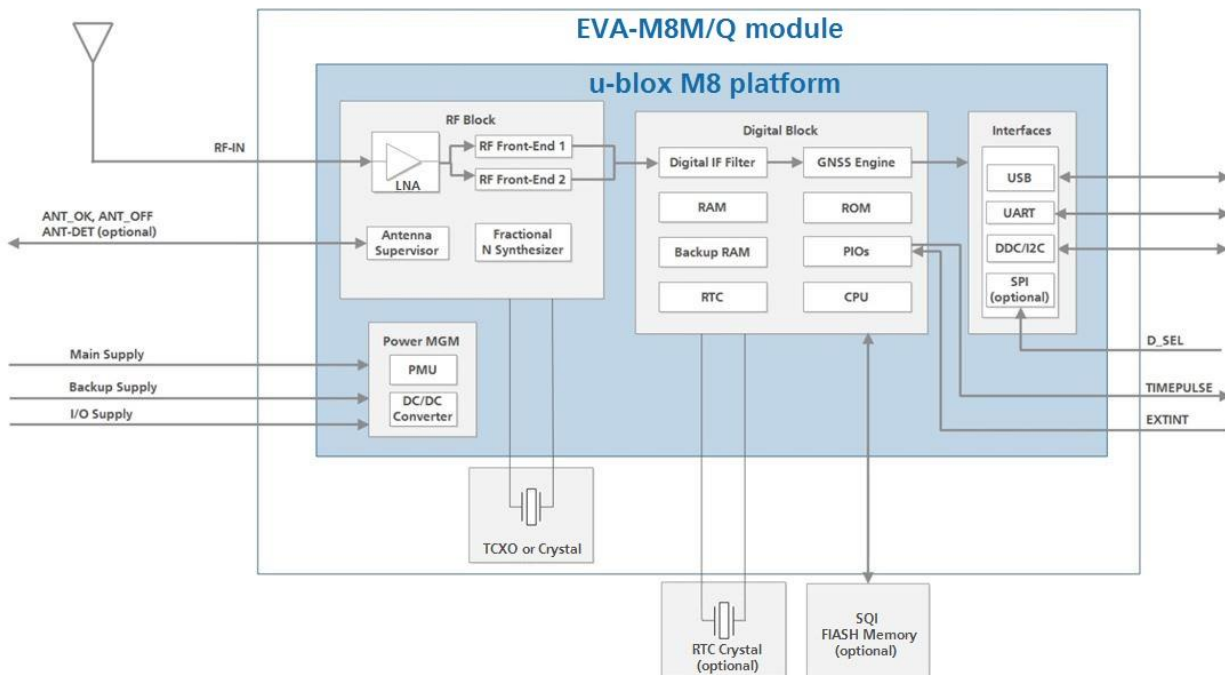 EVA-M8M/Q module
u-blox M8 platform
RF Block
RF-IN
LNA
RF Front-End 1
RF Front-End 2
ANT_OK, ANT_OFF
ANT-DET (optional)
Antenna
Supervisor
Fractional
N Synthesizer
Digital Block
Digital IF Filter
GNSS Engine
RAM
ROM
Backup RAM
PIOs
RTC
CPU
Interfaces
USB
UART
DDC/I2C
SPI
(optional)
D_SEL
TIMEPULSE
EXTINT
Main Supply
Backup Supply
I/O Supply
Power MGM
PMU
DC/DC
Converter
TCXO or Crystal
RTC Crystal
(optional)
SQI
FIASH Memory
(optional)